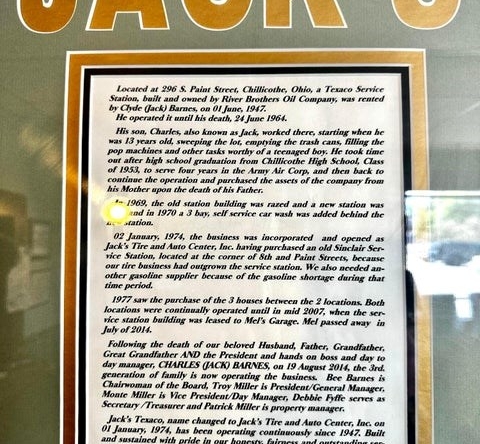 JACK'S
Located at 296 S. Paint Street, Chillicothe, Ohio, a Texaco Service
Station, built and owned by River Brothers Oil Company, was rented
by Clyde (Jack) Barnes, on 01 June, 1947.
He operated it until his death, 24 June 1964.
His son, Charles, also known as Jack, worked there, starting when he
was 13 years old, sweeping the lot, emptying the trash cans, filling the
pop machines and other tasks worthy of a teenaged boy. He took time
out after high school graduation from Chillicothe High School, Class
of 1953, to serve four years in the Army Air Corp, and then back to
continue the operation and purchased the assets of the company from
his Mother upon the death of his Father.
In 1969, the old station building was razed and a new station was
and in 1970 a 3 bay, self service car wash was added behind the
station.
02 January, 1974, the business was incorporated and opened as
Jack's Tire and Auto Center, Inc. having purchased an old Sinclair Ser-
vice Station, located at the corner of 8th and Paint Streets, because
our tire business had outgrown the service station. We also needed an-
other gasoline supplier because of the gasoline shortage during that
time period.
1977 saw the purchase of the 3 houses between the 2 locations. Both
locations were continually operated until in mid 2007, when the ser-
vice station building was leased to Mel's Garage. Mel passed away in
July of 2014.
Following the death of our beloved Husband, Father, Grandfather,
Great Grandfather AND the President and hands on boss and day to
day manager, CHARLES (JACK) BARNES, on 19 August 2014, the 3rd.
generation of family is now operating the business. Bee Barnes is
Chairwoman of the Board, Troy Miller is President/General Manager,
Monte Miller is Vice President/Day Manager, Debbie Fyffe serves as
Secretary /Treasurer and Patrick Miller is property manager.
Jack's Texaco, name changed to Jack's Tire and Auto Center, Inc. on
01 January, 1974, has been operating continuously since 1947. Built
and sustained with pride in our honesty, fairness and outstanding